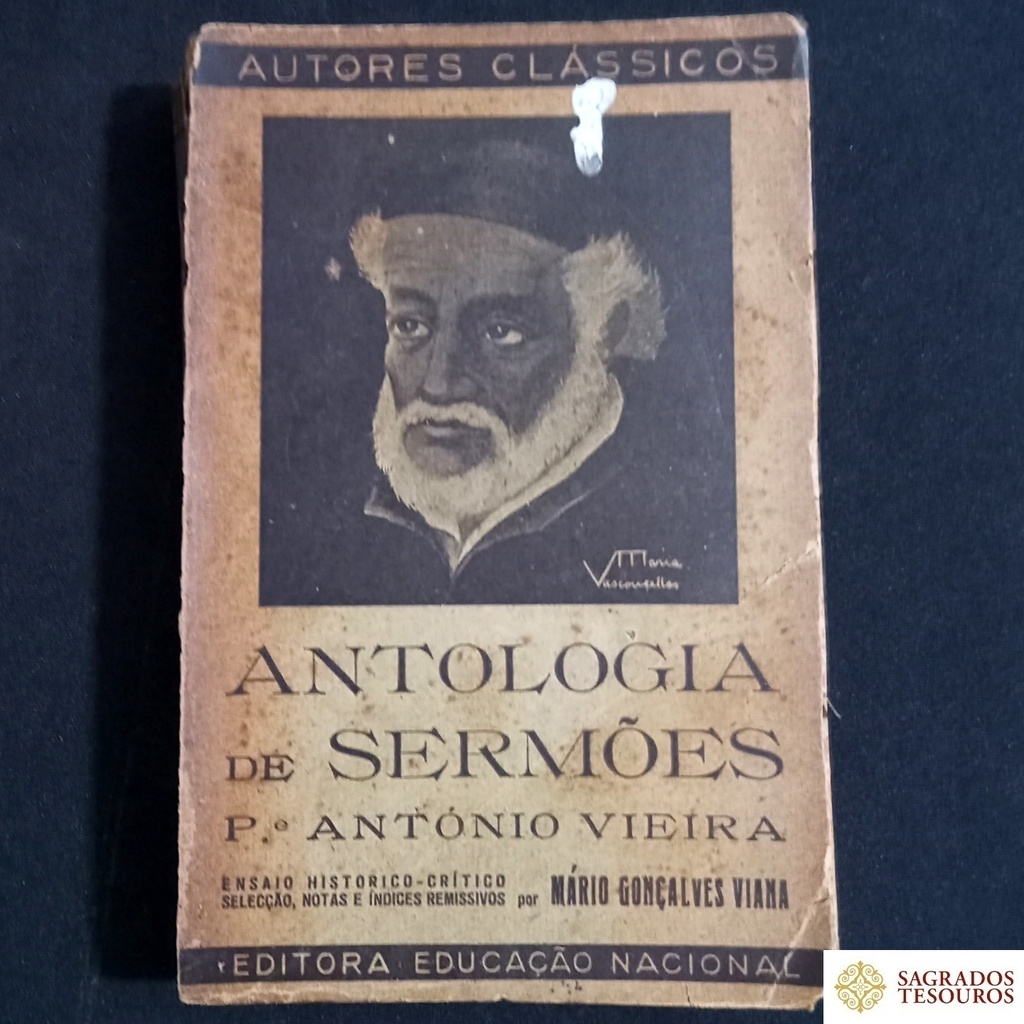 AUTORES CLÁSSICOS
Maria
Vasconcellos
ANTOLOGIA
DE SERMÕES
P.e ANTÓNIO VIEIRA
ENSAIO HISTORICO-CRÍTICO
SELECÇÃO, NOTAS E ÍNDICES REMISSIVOS por MÁRIO GONÇALVES VIANA
EDITORA EDUCAÇÃO NACIONAL
SAGRADOS
TESOUROS